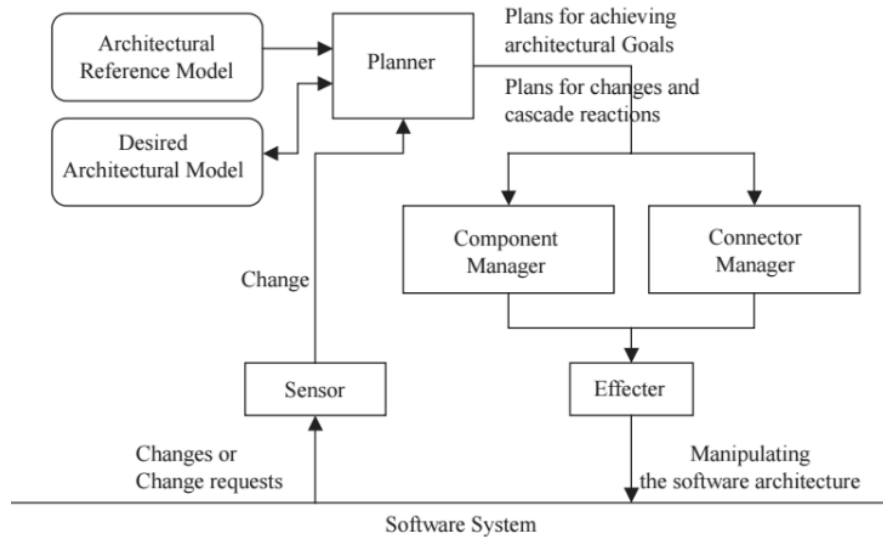 Architectural
Reference Model
Planner
Plans for achieving
architectural Goals
Plans for changes and
cascade reactions
Desired
Architectural Model
Component
Manager
Connector
Manager
Change
Sensor
Effecter
Changes or
Change requests
Manipulating
the software architecture
Software System